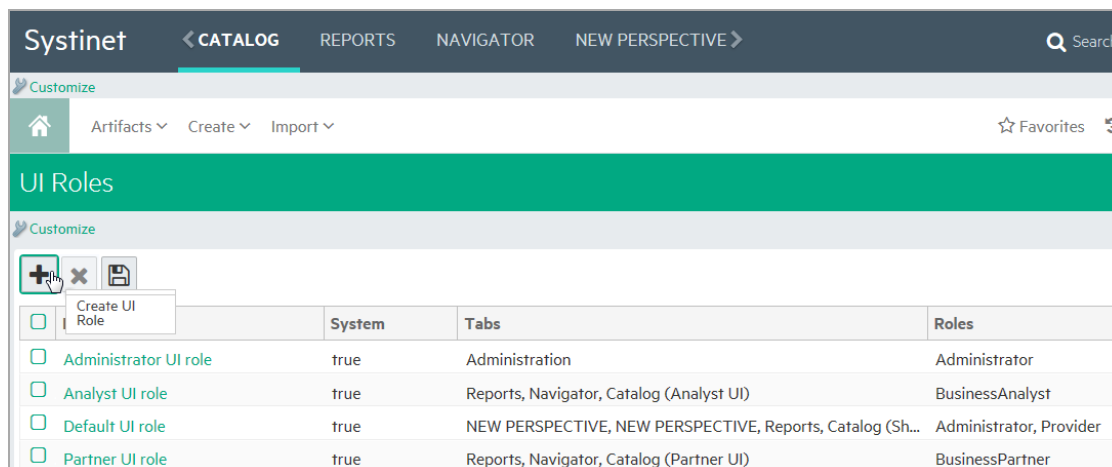 Systinet CATALOG REPORTS NAVIGATOR NEW PERSPECTIVE Search
Customize
Artifacts Create Import Favorites
UI Roles
Customize
Create UI
Role
System Tabs Roles
Administrator UI role true Administration Administrator
Analyst UI role true Reports, Navigator, Catalog (Analyst UI) BusinessAnalyst
Default UI role true NEW PERSPECTIVE, NEW PERSPECTIVE, Reports, Catalog (Sh... Administrator, Provider
Partner UI role true Reports, Navigator, Catalog (Partner UI) BusinessPartner